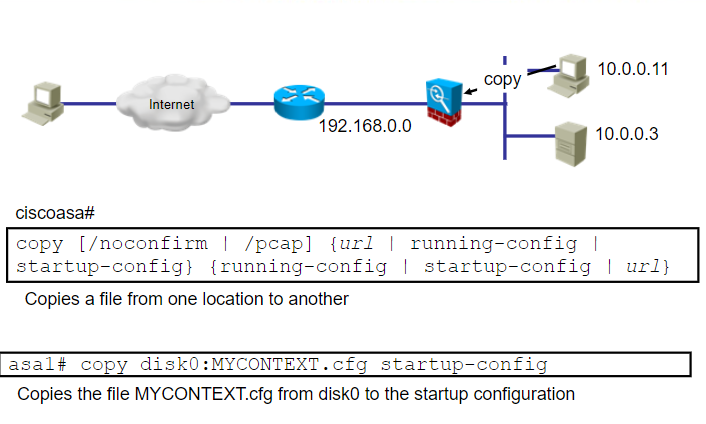 copy
10.0.0.11
Internet
192.168.0.0
10.0.0.3
ciscoasa#
copy [/noconfirm | /pcap] {url | running-config |
startup-config} {running-config | startup-config | url}
Copies a file from one location to another
asa1# copy disk0:MYCONTEXT.cfg startup-config
Copies the file MYCONTEXT.cfg from disk0 to the startup configuration